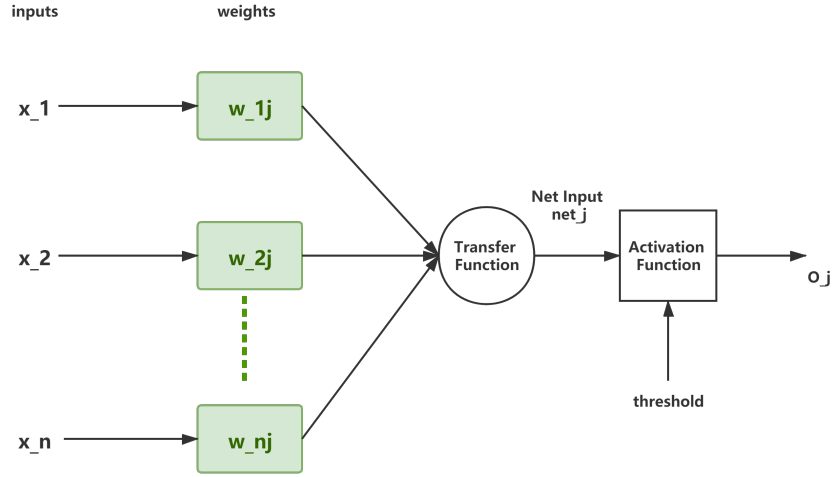 inputs
weights
x_1
w_1j
x_2
w_2j
Transfer
Function
Net Input
net_j
Activation
Function
O_j
threshold
x_n
w_nj